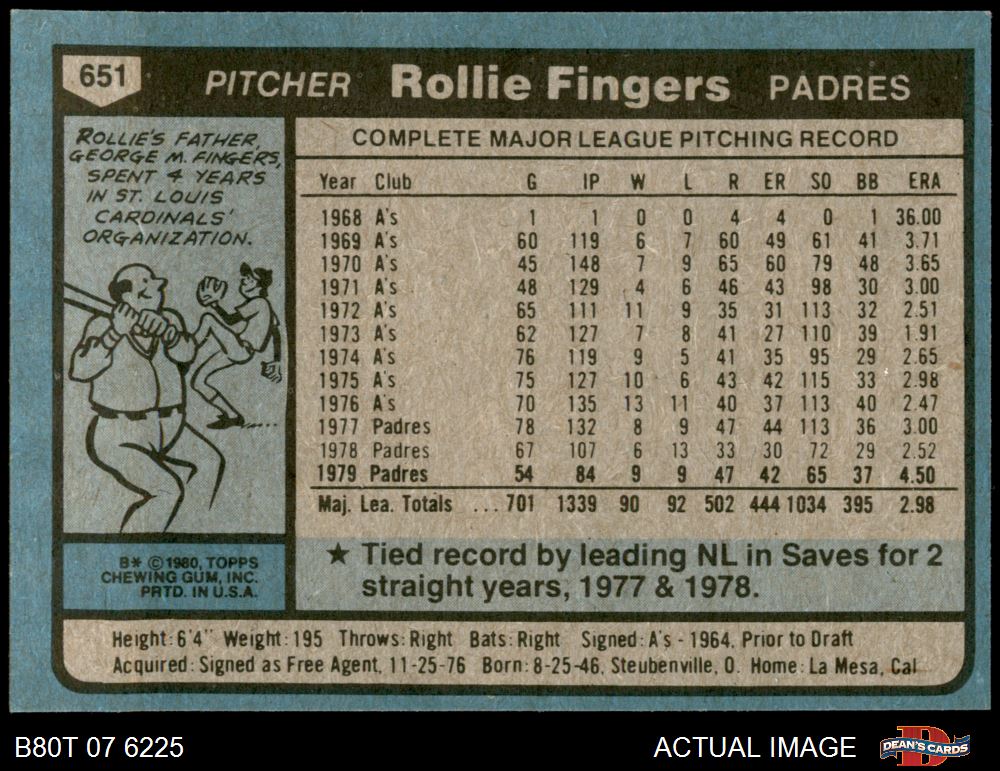 651 PITCHER Rollie Fingers PADRES
ROLLIE'S FATHER,
GEORGE M. FINGERS,
SPENT 4 YEARS
IN ST. LOUIS
CARDINALS'
ORGANIZATION.
B* ©1980, TOPPS
CHEWING GUM, INC.
PRTD. IN U.S.A.
COMPLETE MAJOR LEAGUE PITCHING RECORD
Year Club G IP W L R ER SO BB ERA
1968 A's 1 1 0 0 4 4 0 1 36.00
1969 A's 60 119 6 7 60 49 61 41 3.71
1970 A's 45 148 7 9 65 60 79 48 3.65
1971 A's 48 129 4 6 46 43 98 30 3.00
1972 A's 65 111 11 9 35 31 113 32 2.51
1973 A's 62 127 7 8 41 27 110 39 1.91
1974 A's 76 119 9 5 41 35 95 29 2.65
1975 A's 75 127 10 6 43 42 115 33 2.98
1976 A's 70 135 13 11 40 37 113 40 2.47
1977 Padres 78 132 8 9 47 44 113 36 3.00
1978 Padres 67 107 6 13 33 30 72 29 2.52
1979 Padres 54 84 9 9 47 42 65 37 4.50
Maj. Lea. Totals ... 701 1339 90 92 502 444 1034 395 2.98
★ Tied record by leading NL in Saves for 2
straight years, 1977 & 1978.
Height: 6'4" Weight: 195 Throws: Right Bats: Right Signed: A's - 1964, Prior to Draft
Acquired: Signed as Free Agent, 11-25-76 Born: 8-25-46, Steubenville, O. Home: La Mesa, Cal
B80T 07 6225
ACTUAL IMAGE
DEAN'S CARDS